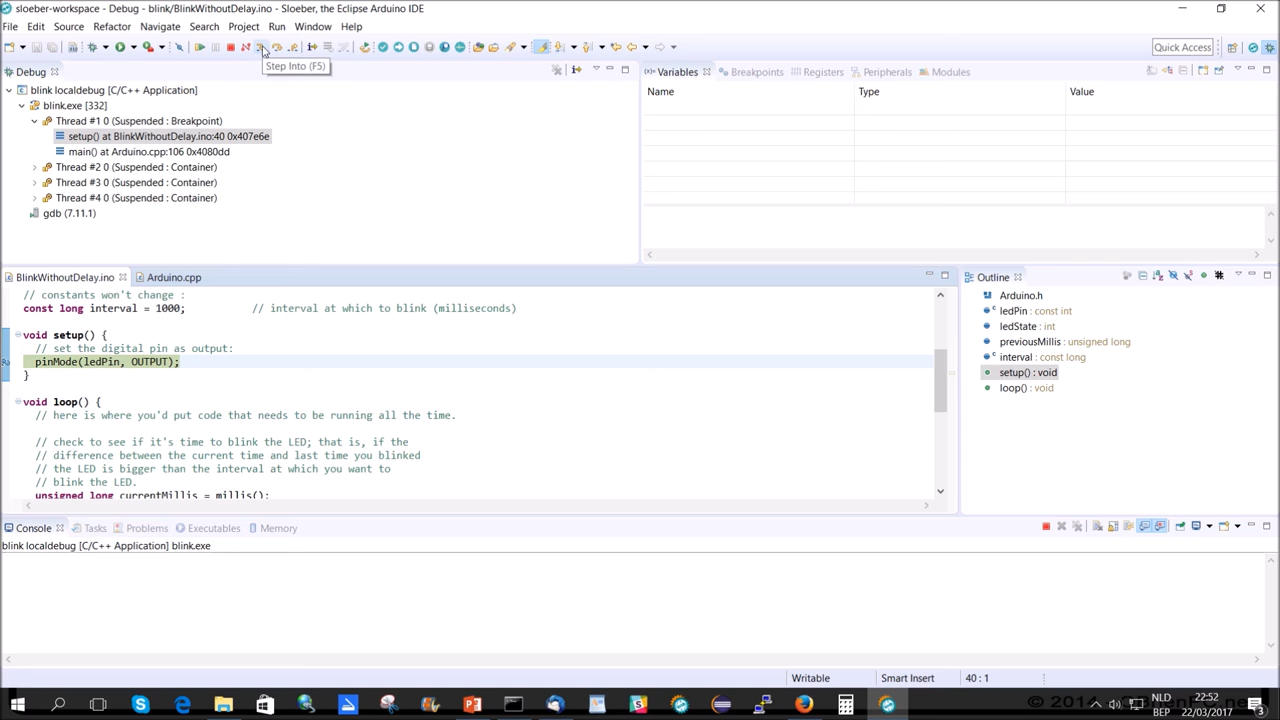 sloeber-workspace - Debug - blink/BlinkWithoutDelay.ino - Sloeber, the Eclipse Arduino IDE
File Edit Source Refactor Navigate Search Project Run Window Help
Quick Access
Step Into (F5)
Debug
blink localdebug [C/C++ Application]
blink.exe [332]
Thread #1 0 (Suspended : Breakpoint)
setup() at BlinkWithoutDelay.ino:40 0x407e6e
main() at Arduino.cpp:106 0x4080dd
Thread #2 0 (Suspended : Container)
Thread #3 0 (Suspended : Container)
Thread #4 0 (Suspended : Container)
gdb (7.11.1)
(x)= Variables Breakpoints Registers Peripherals Modules
Name Type Value
BlinkWithoutDelay.ino Arduino.cpp
// constants won't change :
const long interval = 1000; // interval at which to blink (milliseconds)
void setup() {
// set the digital pin as output:
pinMode(ledPin, OUTPUT);
}
void loop() {
// here is where you'd put code that needs to be running all the time.
// check to see if it's time to blink the LED; that is, if the
// difference between the current time and last time you blinked
// the LED is bigger than the interval at which you want to
// blink the LED.
unsigned long currentMillis = millis();
Outline
Arduino.h
ledPin : const int
ledState : int
previousMillis : unsigned long
interval : const long
setup() : void
loop() : void
Console Tasks Problems Executables Memory
blink localdebug [C/C++ Application] blink.exe
Writable Smart Insert 40 : 1
NLD 22:52
BEP 22/03/2017